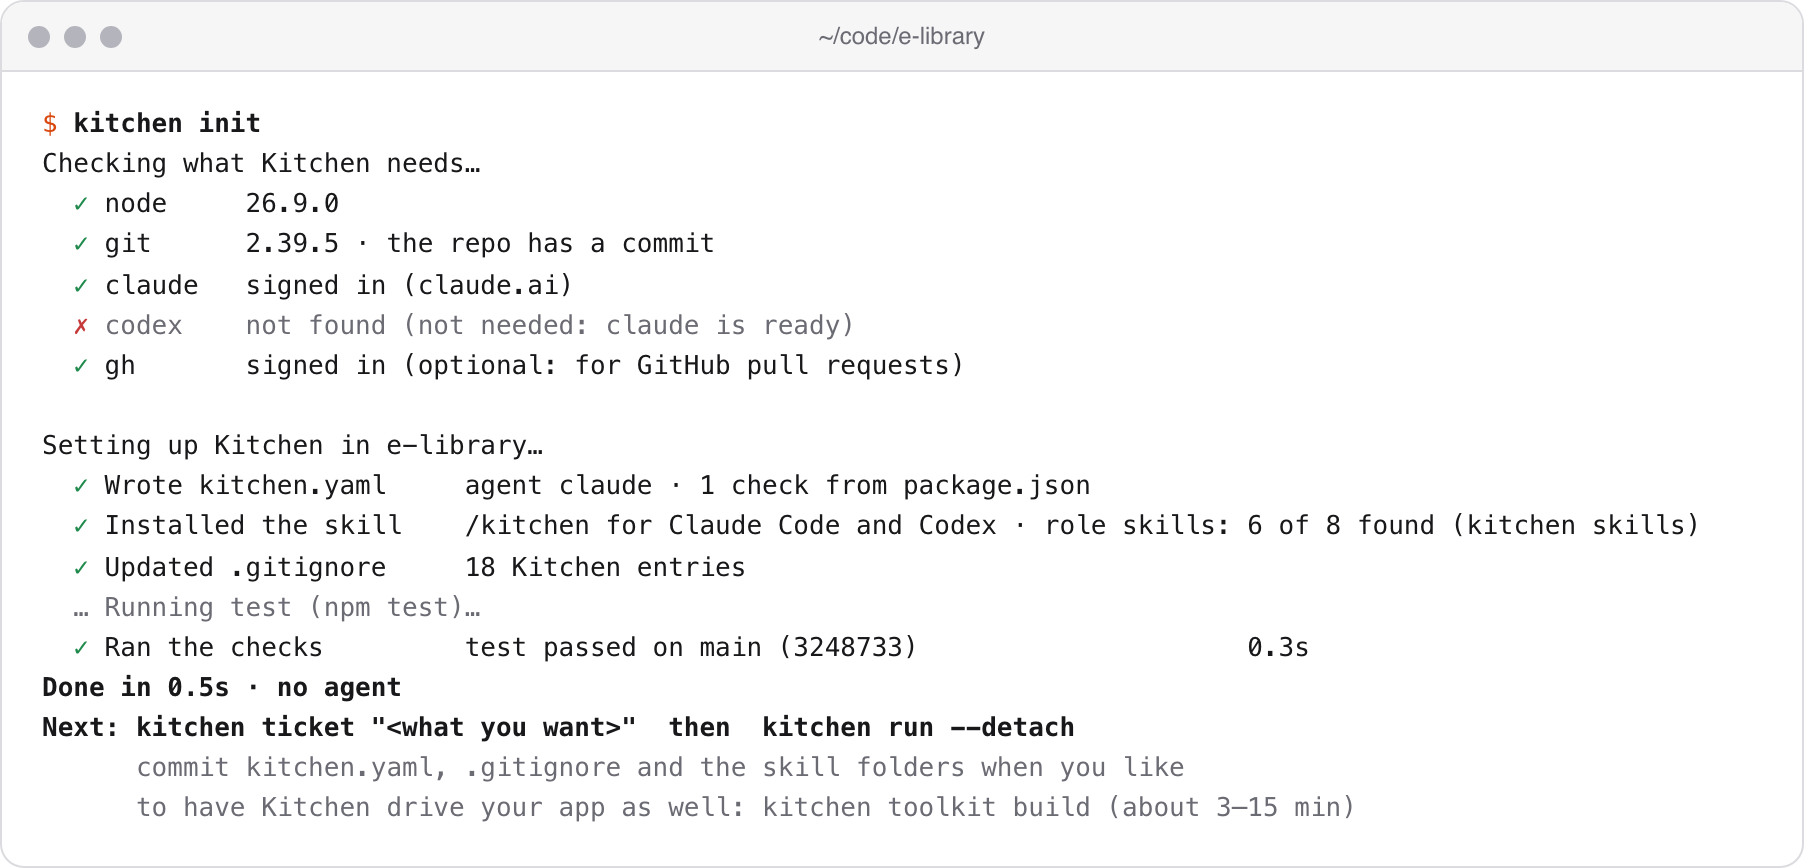 ~/code/e-library
$ kitchen init
Checking what Kitchen needs…
✓ node     26.9.0
✓ git      2.39.5 · the repo has a commit
✓ claude   signed in (claude.ai)
✗ codex    not found (not needed: claude is ready)
✓ gh       signed in (optional: for GitHub pull requests)
Setting up Kitchen in e-library…
✓ Wrote kitchen.yaml     agent claude · 1 check from package.json
✓ Installed the skill    /kitchen for Claude Code and Codex · role skills: 6 of 8 found (kitchen skills)
✓ Updated .gitignore     18 Kitchen entries
… Running test (npm test)…
✓ Ran the checks         test passed on main (3248733)                     0.3s
Done in 0.5s · no agent
Next: kitchen ticket "<what you want>"  then  kitchen run --detach
commit kitchen.yaml, .gitignore and the skill folders when you like
to have Kitchen drive your app as well: kitchen toolkit build (about 3–15 min)